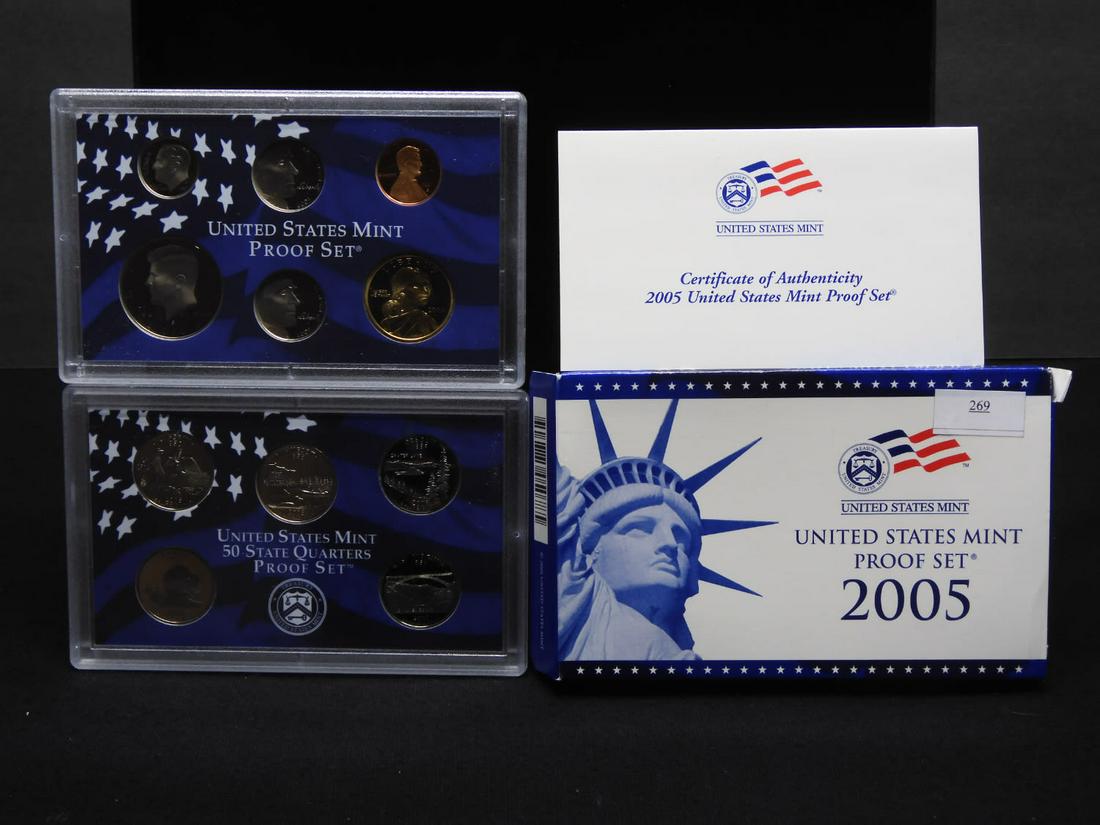 UNITED STATES MINT
PROOF SET®
UNITED STATES MINT
50 STATE QUARTERS
PROOF SET™
UNITED STATES MINT
Certificate of Authenticity
2005 United States Mint Proof Set®
269
TM
UNITED STATES MINT
UNITED STATES MINT
PROOF SET®
2005